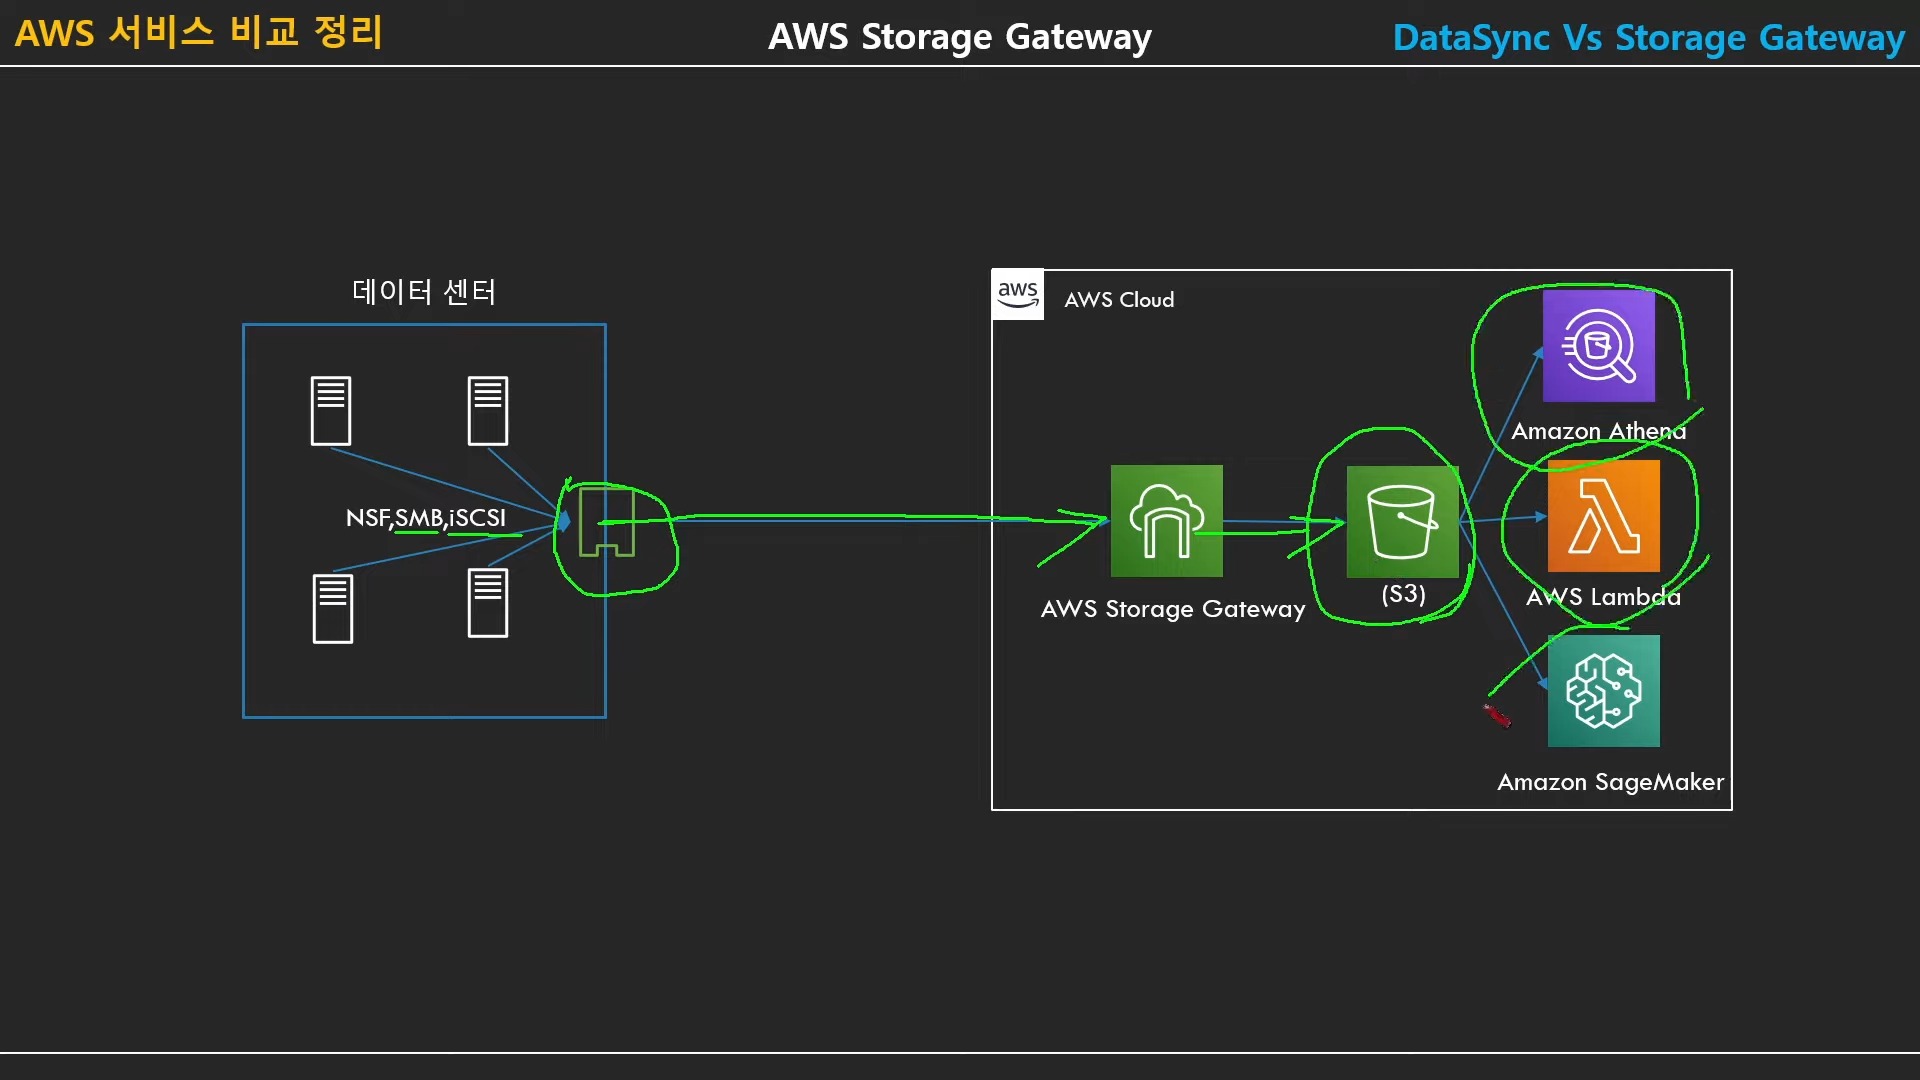 AWS 서비스 비교 정리
AWS Storage Gateway
DataSync Vs Storage Gateway
데이터 센터
NSF,SMB,iSCSI
aws
AWS Cloud
AWS Storage Gateway
(S3)
Amazon Athena
AWS Lambda
Amazon SageMaker